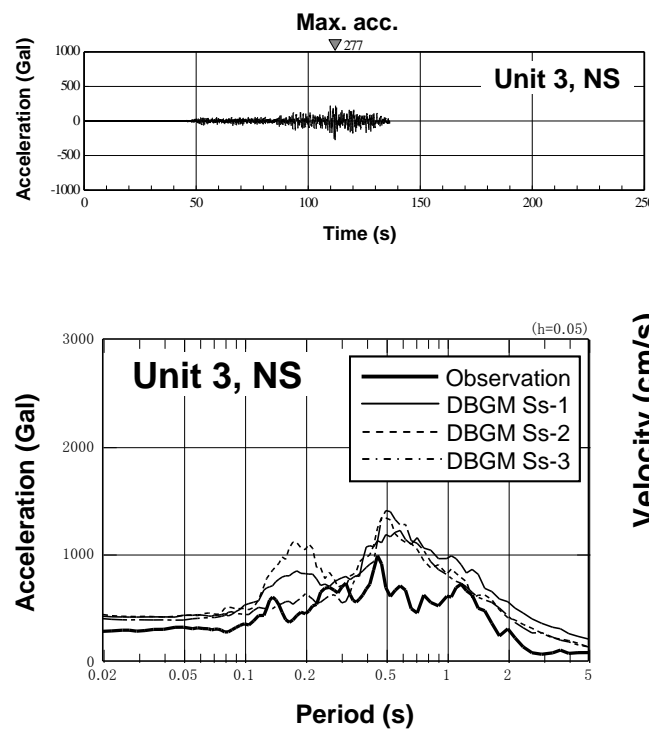 Max. acc.
277
Acceleration (Gal)
1000
500
0
-500
-1000
Unit 3, NS
0 50 100 150 200 250
Time (s)
(h=0.05)
Acceleration (Gal)
3000
2000
1000
0
Unit 3, NS
Observation
DBGM Ss-1
DBGM Ss-2
DBGM Ss-3
0.02 0.05 0.1 0.2 0.5 1 2 5
Period (s)
Velocity (cm/s)